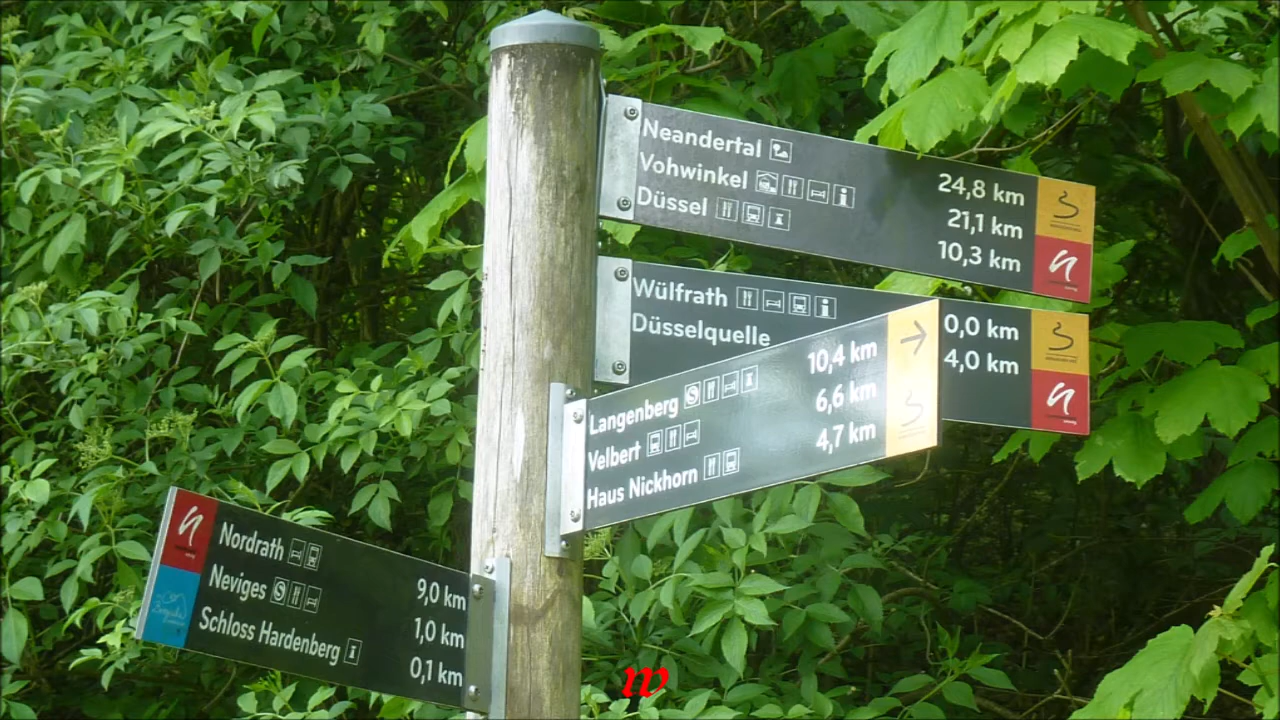 Neandertal 24,8 km
Vohwinkel 21,1 km
Düssel 10,3 km
Wülfrath 0,0 km
Düsselquelle 4,0 km
Langenberg 10,4 km
Velbert 6,6 km
Haus Nickhorn 4,7 km
Nordrath 9,0 km
Neviges 1,0 km
Schloss Hardenberg 0,1 km
w